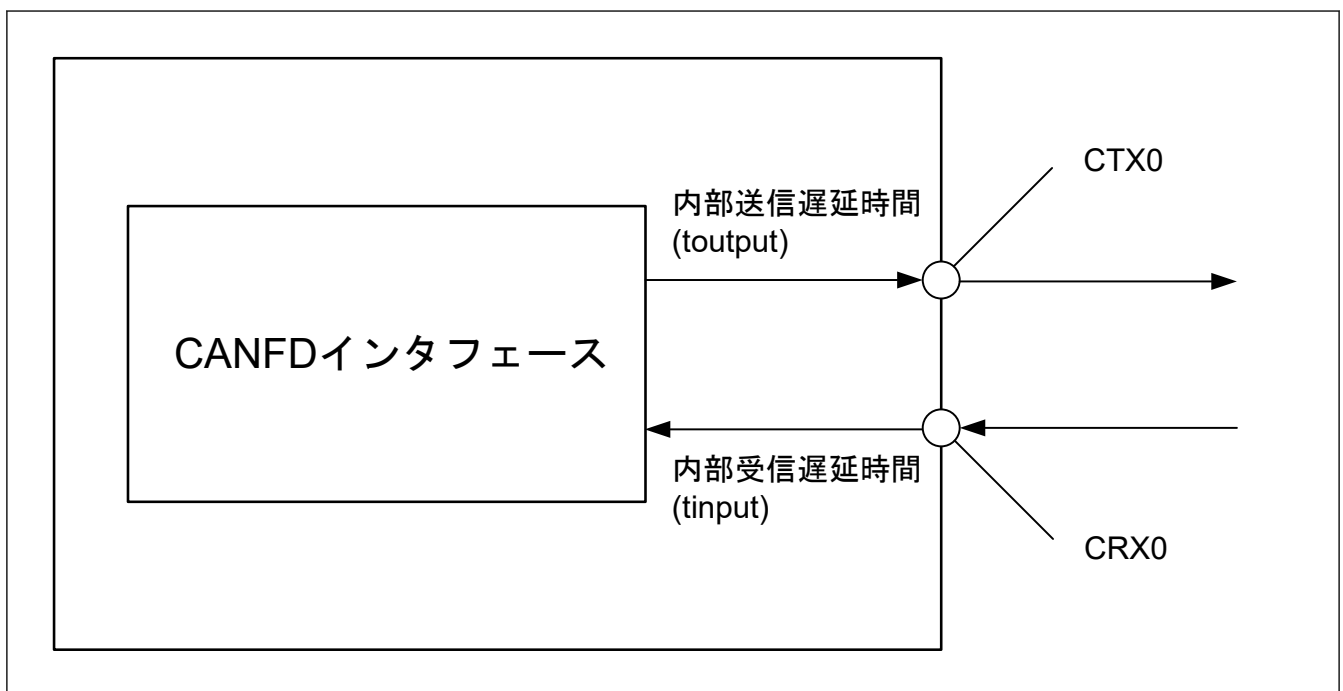 CTX0
内部送信遅延時間
(toutput)
CANFDインタフェース
内部受信遅延時間
(tinput)
CRX0